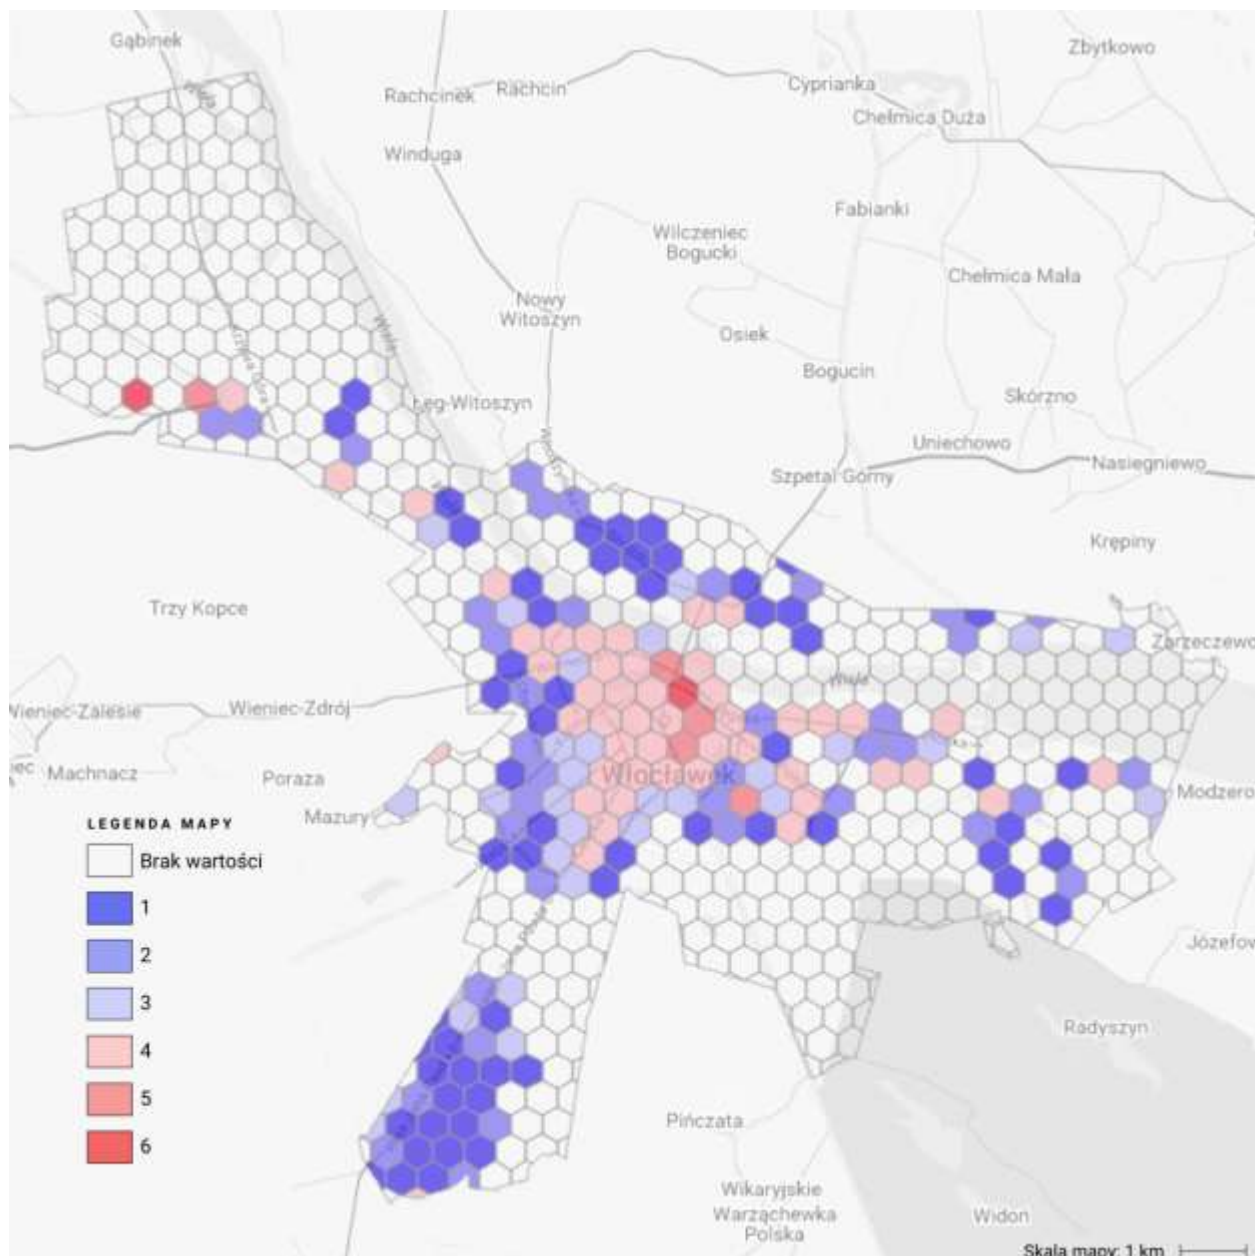 Gąbinek
Zbytkowo
Rachcinek
Rachcin
Cyprianka
Chełmica Duża
Winduga
Fabianki
Wilczeniec
Bogucki
Chełmica Mała
Nowy
Witoszyn
Osiek
Bogucin
Skórzno
Łęg-Witoszyn
Uniechowo
Nasiegniewo
Szpetal Górny
Krępiny
Trzy Kopce
Zarzeczewo
Wisła
Wieniec-Zalesie
Wieniec-Zdrój
Machnacz
Poraza
Włocławek
Modzero
Mazury
LEGENDA MAPY
Brak wartości
1
2
3
4
5
6
Józefow
Radyszyn
Pińczata
Wikaryjskie
Warząchewka
Polska
Widoń
Skala mapy: 1 km